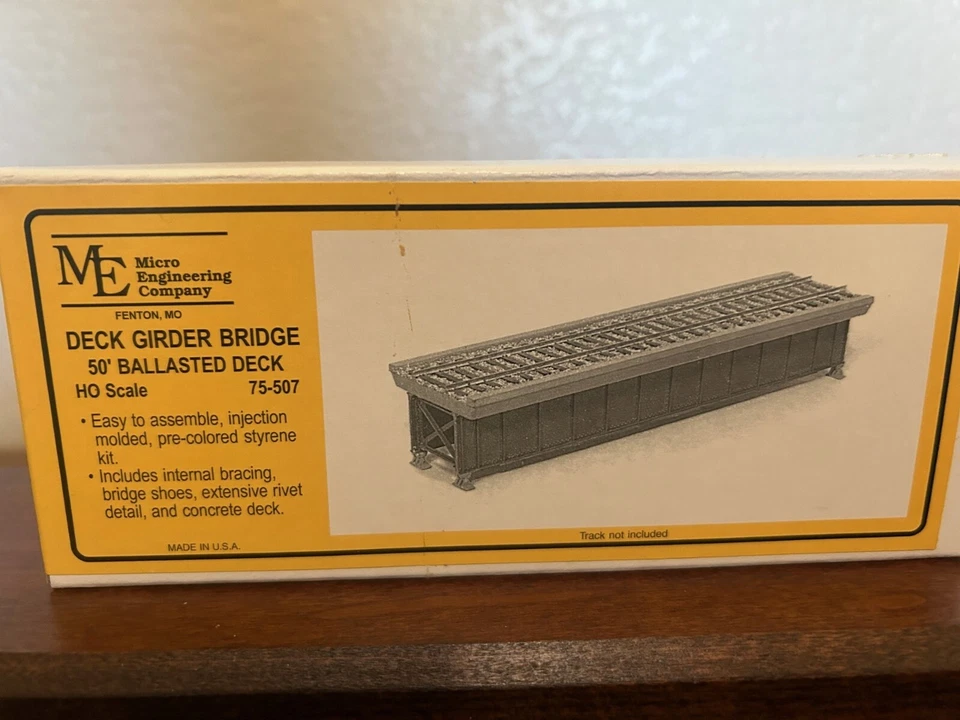 ME Micro
Engineering
Company
FENTON, MO
DECK GIRDER BRIDGE
50' BALLASTED DECK
HO Scale 75-507
• Easy to assemble, injection
molded, pre-colored styrene
kit.
• Includes internal bracing,
bridge shoes, extensive rivet
detail, and concrete deck.
MADE IN U.S.A.
Track not included